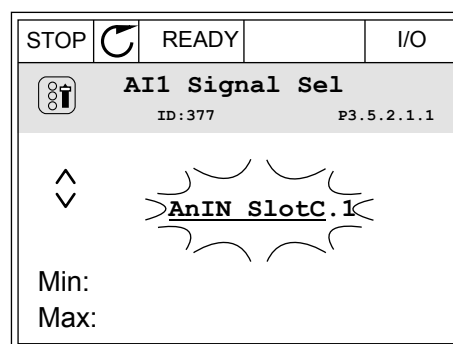 STOP READY I/O
AI1 Signal Sel
ID:377 P3.5.2.1.1
AnIN SlotC.1
Min:
Max: